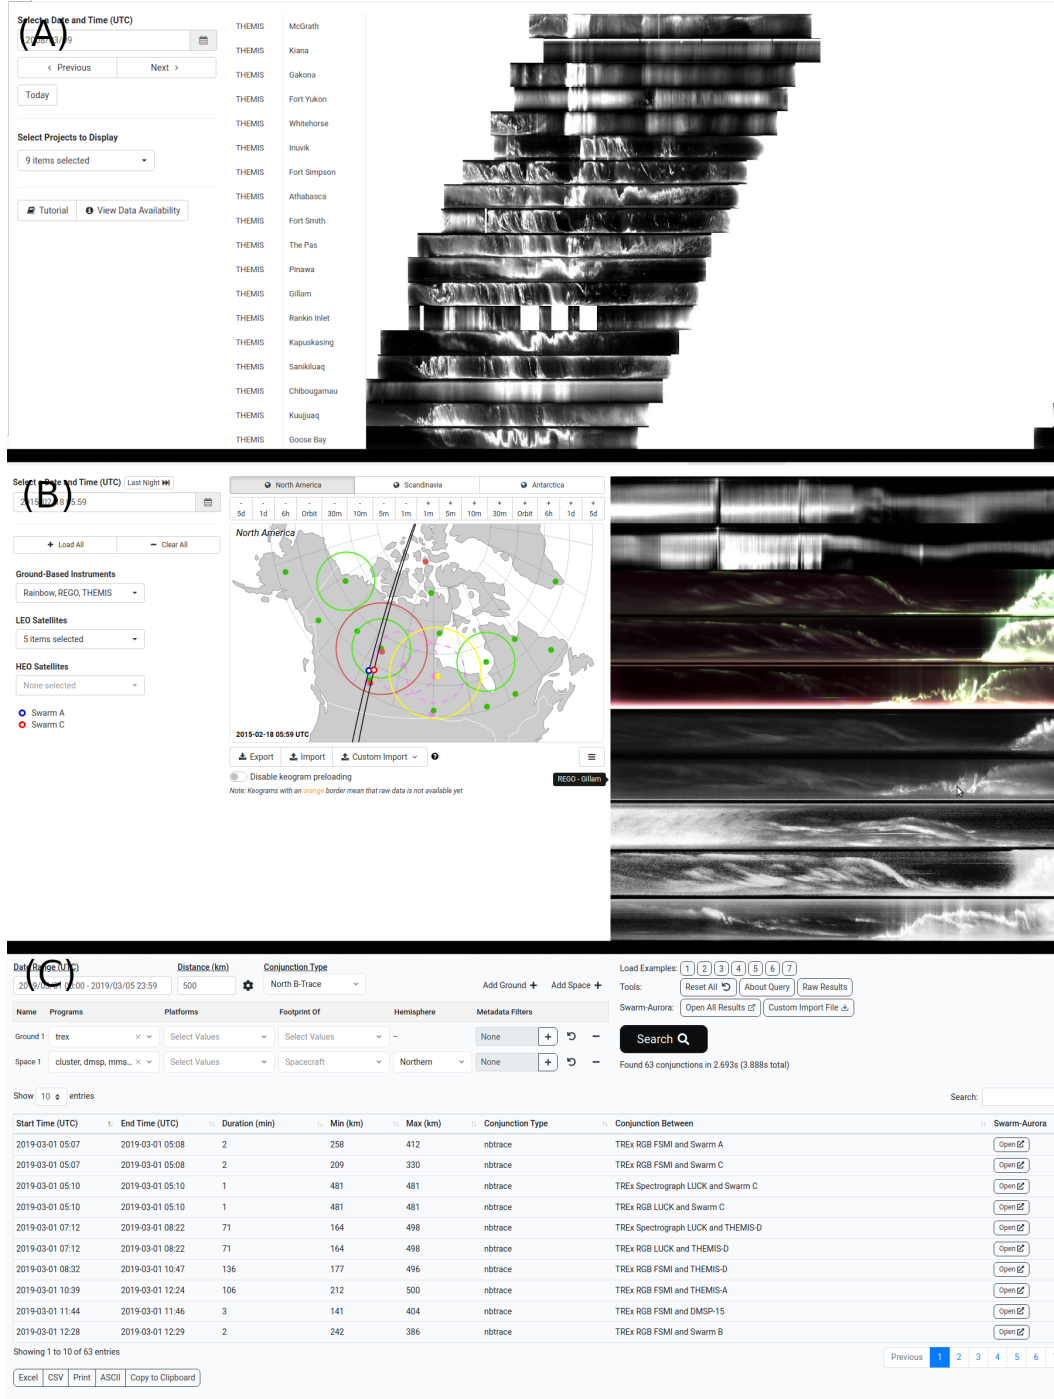 (A)
Select a Date and Time (UTC)
< Previous
Next >
Today
Select Projects to Display
9 items selected
Tutorial
View Data Availability
THEMIS McGrath
THEMIS Kiana
THEMIS Gakona
THEMIS Fort Yukon
THEMIS Whitehorse
THEMIS Inuvik
THEMIS Fort Simpson
THEMIS Athabasca
THEMIS Fort Smith
THEMIS The Pas
THEMIS Pinawa
THEMIS Gillam
THEMIS Rankin Inlet
THEMIS Kapuskasing
THEMIS Sanikiluaq
THEMIS Chibougamau
THEMIS Kuujjuaq
THEMIS Goose Bay
(B)
Select a Date and Time (UTC) Last Night
+ Load All
− Clear All
Ground-Based Instruments
Rainbow, REGO, THEMIS
LEO Satellites
5 items selected
HEO Satellites
None selected
Swarm A
Swarm C
North America
Scandinavia
Antarctica
- - - - - - - - + + + + + + + +
5d 1d 6h Orbit 30m 10m 5m 1m 1m 5m 10m 30m Orbit 6h 1d 5d
North America
2015-02-18 05:59 UTC
Export Import Custom Import
Disable keogram preloading
Note: Keograms with an orange border mean that raw data is not available yet
REGO - Gillam
(C)
Date Range (UTC) Distance (km) Conjunction Type
2019/03/01 00:00 - 2019/03/05 23:59 500 North B-Trace
Add Ground + Add Space +
Name Programs Platforms Footprint Of Hemisphere Metadata Filters
Ground 1 trex × Select Values Select Values – None + −
Space 1 cluster, dmsp, mms... × Select Values Spacecraft Northern None + −
Load Examples: 1 2 3 4 5 6 7
Tools: Reset All About Query Raw Results
Swarm-Aurora: Open All Results Custom Import File
Search
Found 63 conjunctions in 2.693s (3.888s total)
Show 10 entries
Search:
Start Time (UTC) End Time (UTC) Duration (min) Min (km) Max (km) Conjunction Type Conjunction Between Swarm-Aurora
2019-03-01 05:07 2019-03-01 05:08 2 258 412 nbtrace TREx RGB FSMI and Swarm A Open
2019-03-01 05:07 2019-03-01 05:08 2 209 330 nbtrace TREx RGB FSMI and Swarm C Open
2019-03-01 05:10 2019-03-01 05:10 1 481 481 nbtrace TREx Spectrograph LUCK and Swarm C Open
2019-03-01 05:10 2019-03-01 05:10 1 481 481 nbtrace TREx RGB LUCK and Swarm C Open
2019-03-01 07:12 2019-03-01 08:22 71 164 498 nbtrace TREx Spectrograph LUCK and THEMIS-D Open
2019-03-01 07:12 2019-03-01 08:22 71 164 498 nbtrace TREx RGB LUCK and THEMIS-D Open
2019-03-01 08:32 2019-03-01 10:47 136 177 496 nbtrace TREx RGB FSMI and THEMIS-D Open
2019-03-01 10:39 2019-03-01 12:24 106 212 500 nbtrace TREx RGB FSMI and THEMIS-A Open
2019-03-01 11:44 2019-03-01 11:46 3 141 404 nbtrace TREx RGB FSMI and DMSP-15 Open
2019-03-01 12:28 2019-03-01 12:29 2 242 386 nbtrace TREx RGB FSMI and Swarm B Open
Showing 1 to 10 of 63 entries
Previous 1 2 3 4 5 6
Excel CSV Print ASCII Copy to Clipboard